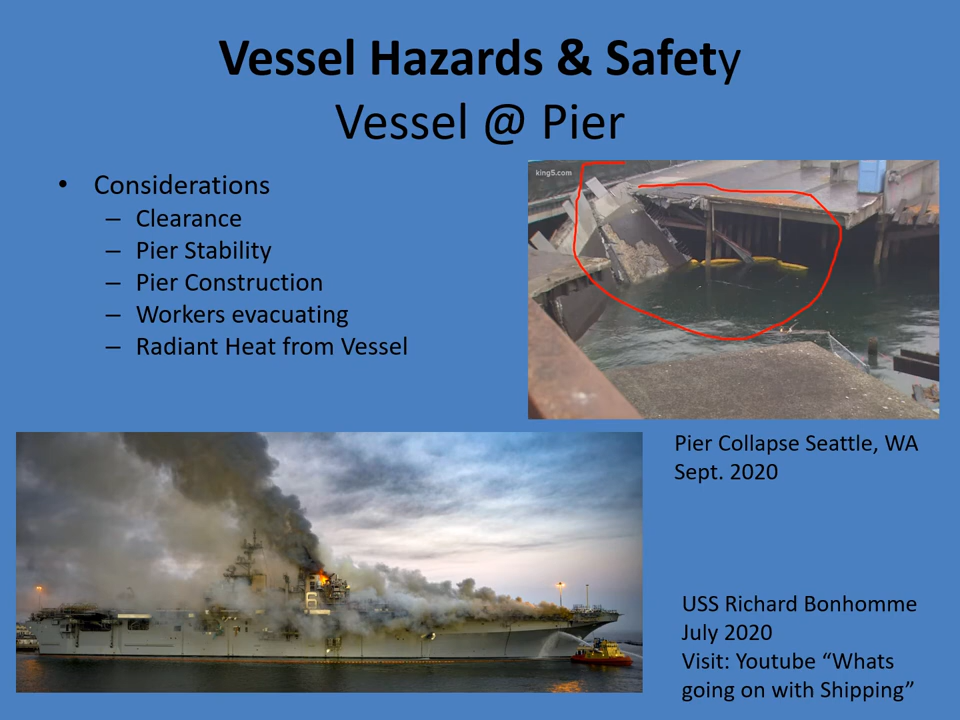 Vessel Hazards & Safety
Vessel @ Pier
• Considerations
– Clearance
– Pier Stability
– Pier Construction
– Workers evacuating
– Radiant Heat from Vessel
king5.com
Pier Collapse Seattle, WA
Sept. 2020
USS Richard Bonhomme
July 2020
Visit: Youtube “Whats
going on with Shipping”